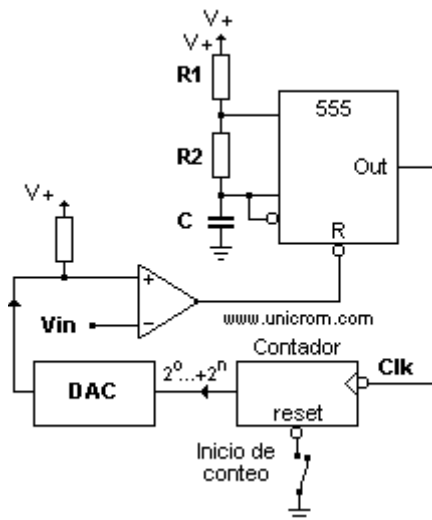 V+
V+
R1
555
R2
Out
V+
C
R
+
Vin
−
www.unicrom.com
Contador
DAC
2⁰...+2ⁿ
Clk
reset
Inicio de
conteo